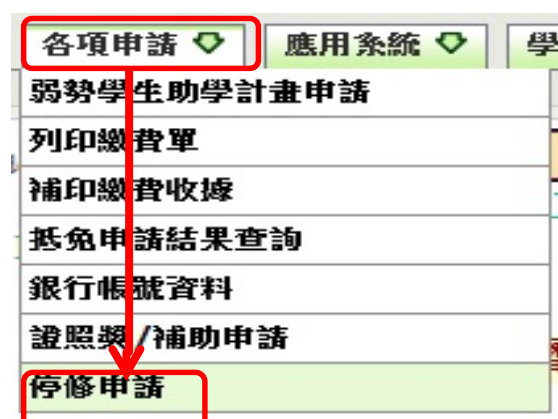 各項申請 應用系統 學
弱勢學生助學計畫申請
列印繳費單
補印繳費收據
抵免申請結果查詢
銀行帳號資料
證照獎/補助申請
停修申請